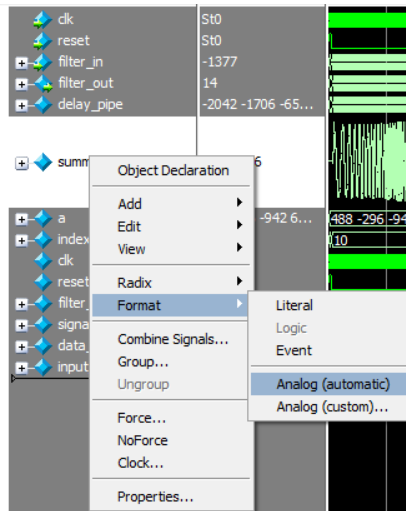 clk St0
reset St0
filter_in -1377
filter_out 14
delay_pipe -2042 -1706 -65...
summ 6
Object Declaration
Add
Edit
View
Radix
Format
Combine Signals...
Group...
Ungroup
Force...
NoForce
Clock...
Properties...
Literal
Logic
Event
Analog (automatic)
Analog (custom)...
a -942 6... 488 -296 -94
index 10
clk
reset
filter_
signa
data_
input